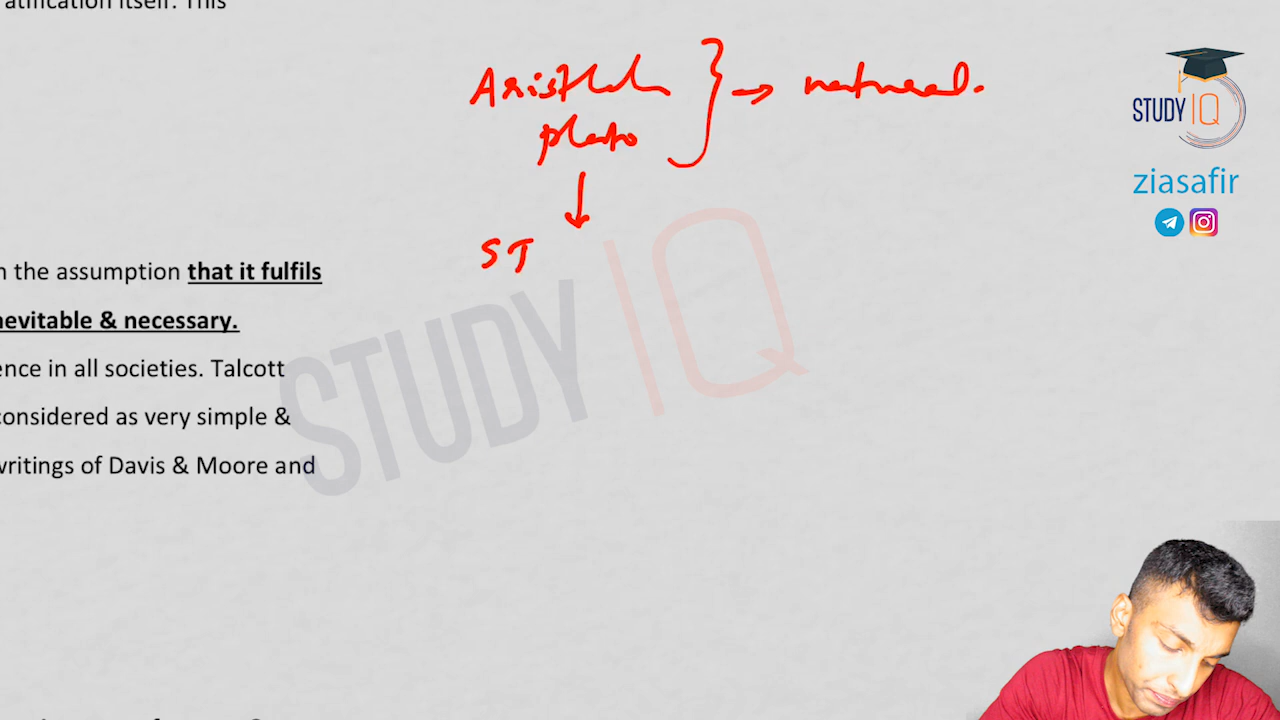 atification itself. This
Aristotle
plato
} → natural.
ST
n the assumption that it fulfils
nevitable & necessary.
ence in all societies. Talcott
considered as very simple &
writings of Davis & Moore and
STUDY IQ
STUDY IQ
ziasafir